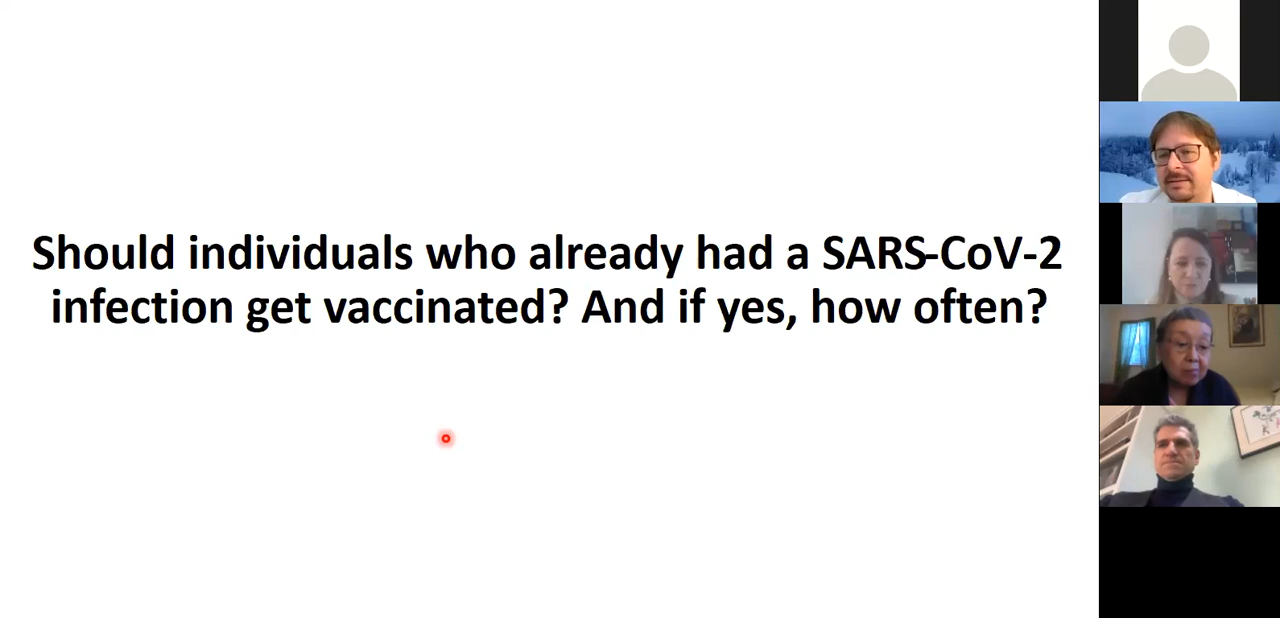 Should individuals who already had a SARS-CoV-2
infection get vaccinated? And if yes, how often?